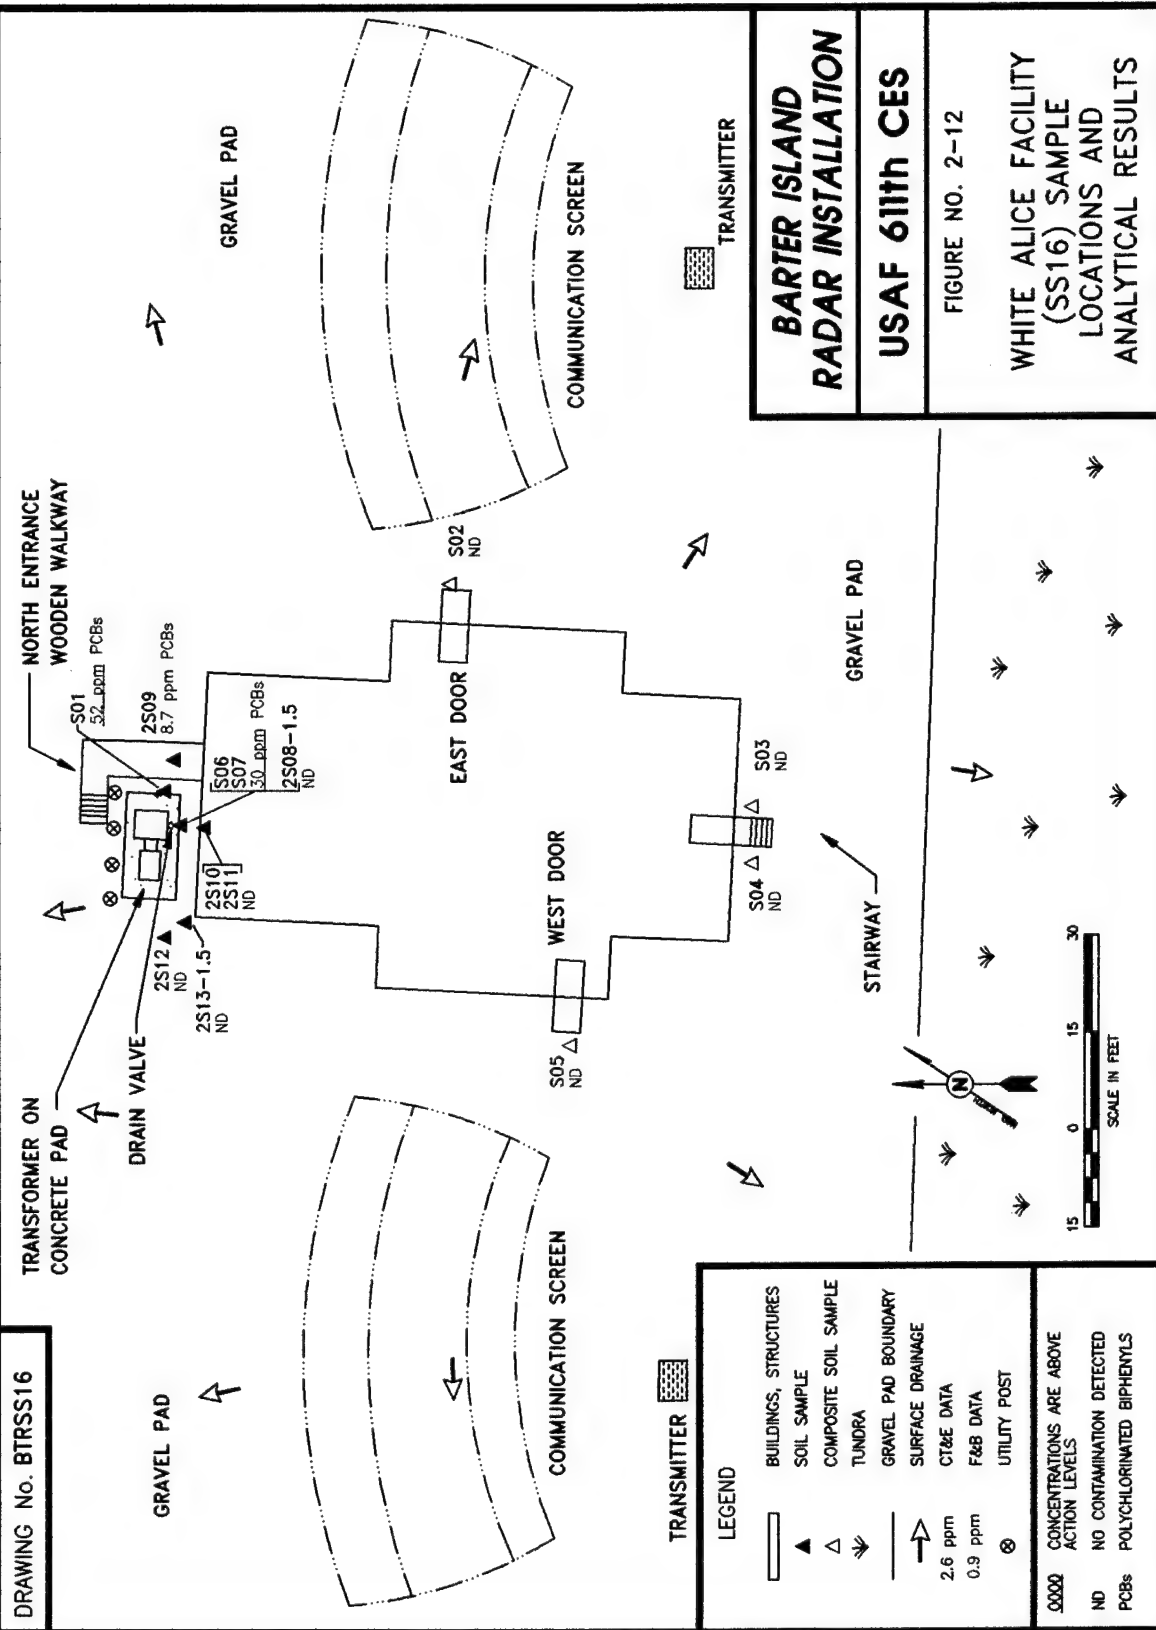 DRAWING No. BTRSS16
TRANSFORMER ON
CONCRETE PAD
DRAIN VALVE
NORTH ENTRANCE
WOODEN WALKWAY
S01
52 ppm PCBs
2S09
8.7 ppm PCBs
S06
S07
30 ppm PCBs
2S08-1.5
ND
2S10
2S11
ND
2S12
ND
2S13-1.5
ND
GRAVEL PAD
GRAVEL PAD
EAST DOOR
S02
ND
WEST DOOR
S05
ND
COMMUNICATION SCREEN
COMMUNICATION SCREEN
S04
ND
S03
ND
TRANSMITTER
TRANSMITTER
STAIRWAY
GRAVEL PAD
N
15
0
15
30
SCALE IN FEET
LEGEND
BUILDINGS, STRUCTURES
SOIL SAMPLE
COMPOSITE SOIL SAMPLE
TUNDRA
GRAVEL PAD BOUNDARY
SURFACE DRAINAGE
2.6 ppm CT&E DATA
0.9 ppm F&B DATA
UTILITY POST
0000 CONCENTRATIONS ARE ABOVE
ACTION LEVELS
ND NO CONTAMINATION DETECTED
PCBs POLYCHLORINATED BIPHENYLS
BARTER ISLAND
RADAR INSTALLATION
USAF 611th CES
FIGURE NO. 2-12
WHITE ALICE FACILITY
(SS16) SAMPLE
LOCATIONS AND
ANALYTICAL RESULTS